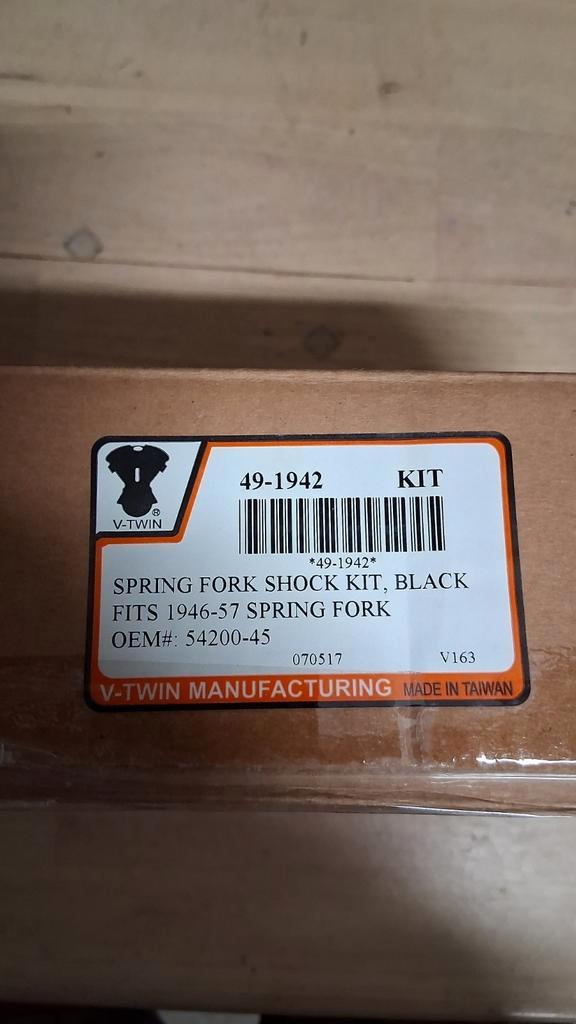 49-1942 KIT
V-TWIN ®
*49-1942*
SPRING FORK SHOCK KIT, BLACK
FITS 1946-57 SPRING FORK
OEM#: 54200-45
070517 V163
V-TWIN MANUFACTURING MADE IN TAIWAN